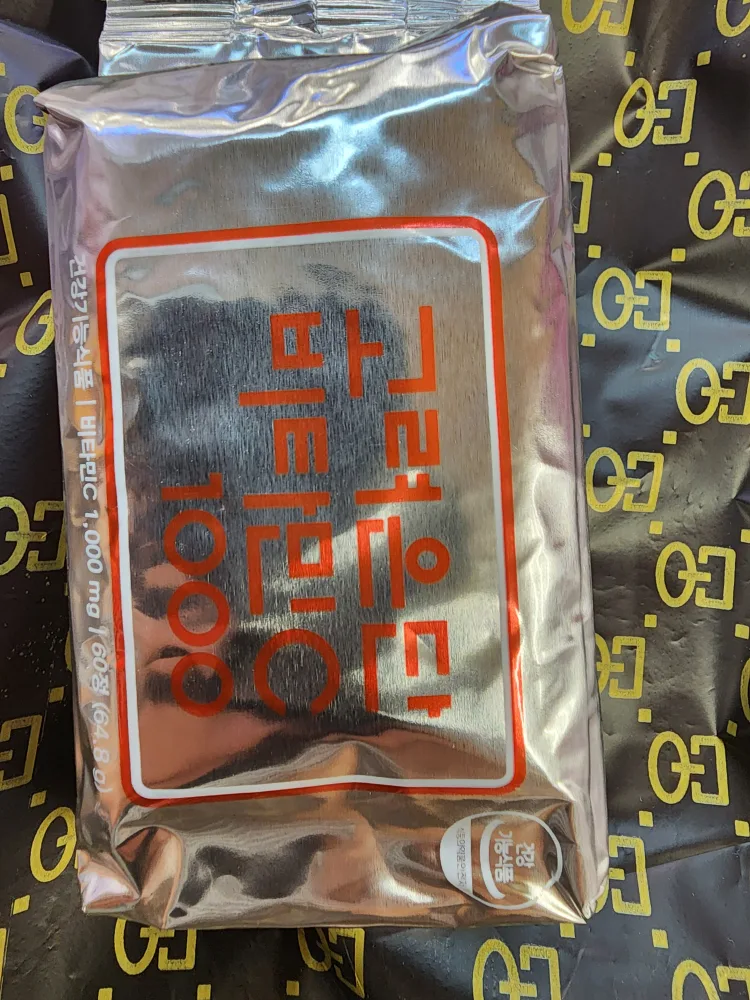 고려은단
비타민C
1000
건강기능식품 | 비타민C 1,000 mg | 60정 (64.8 g)
건강
기능식품